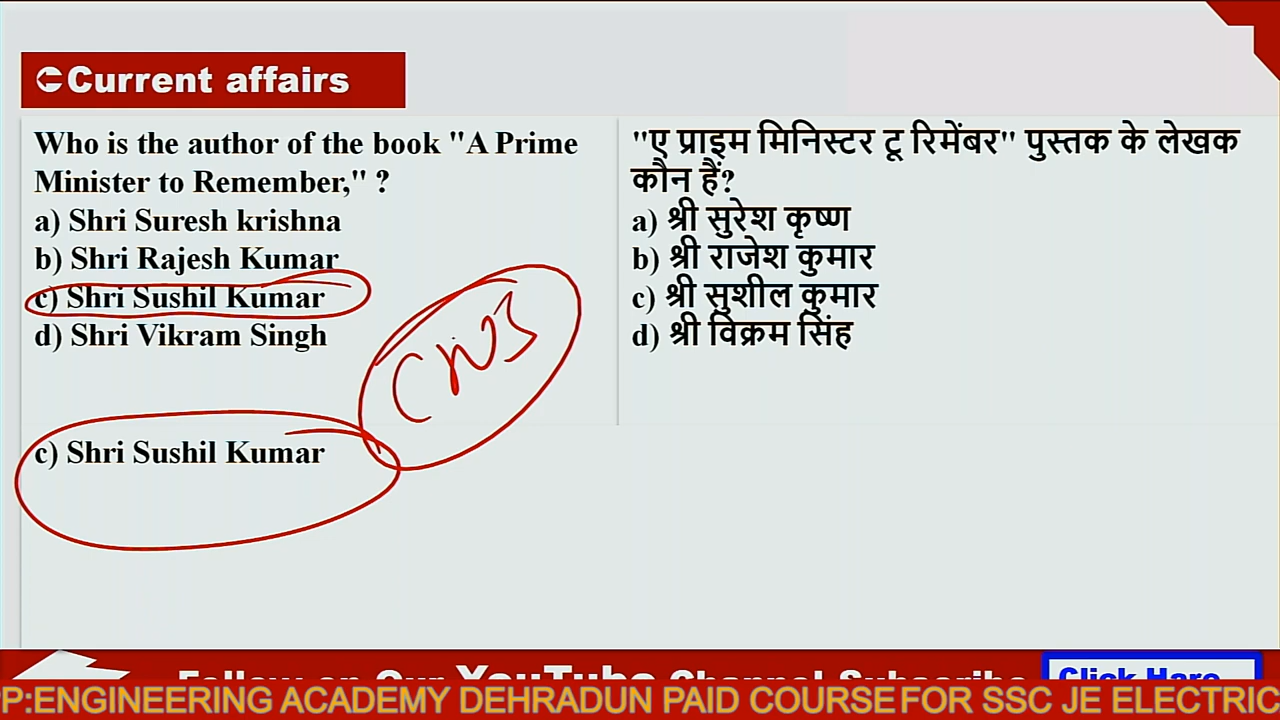 Current affairs
Who is the author of the book "A Prime
Minister to Remember," ?
a) Shri Suresh krishna
b) Shri Rajesh Kumar
c) Shri Sushil Kumar
d) Shri Vikram Singh
c) Shri Sushil Kumar
CNS
"ए प्राइम मिनिस्टर टू रिमेंबर" पुस्तक के लेखक
कौन हैं?
a) श्री सुरेश कृष्ण
b) श्री राजेश कुमार
c) श्री सुशील कुमार
d) श्री विक्रम सिंह
Follow on Our YouTube Channel Subscribe
Click Here
P:ENGINEERING ACADEMY DEHRADUN PAID COURSE FOR SSC JE ELECTRIC